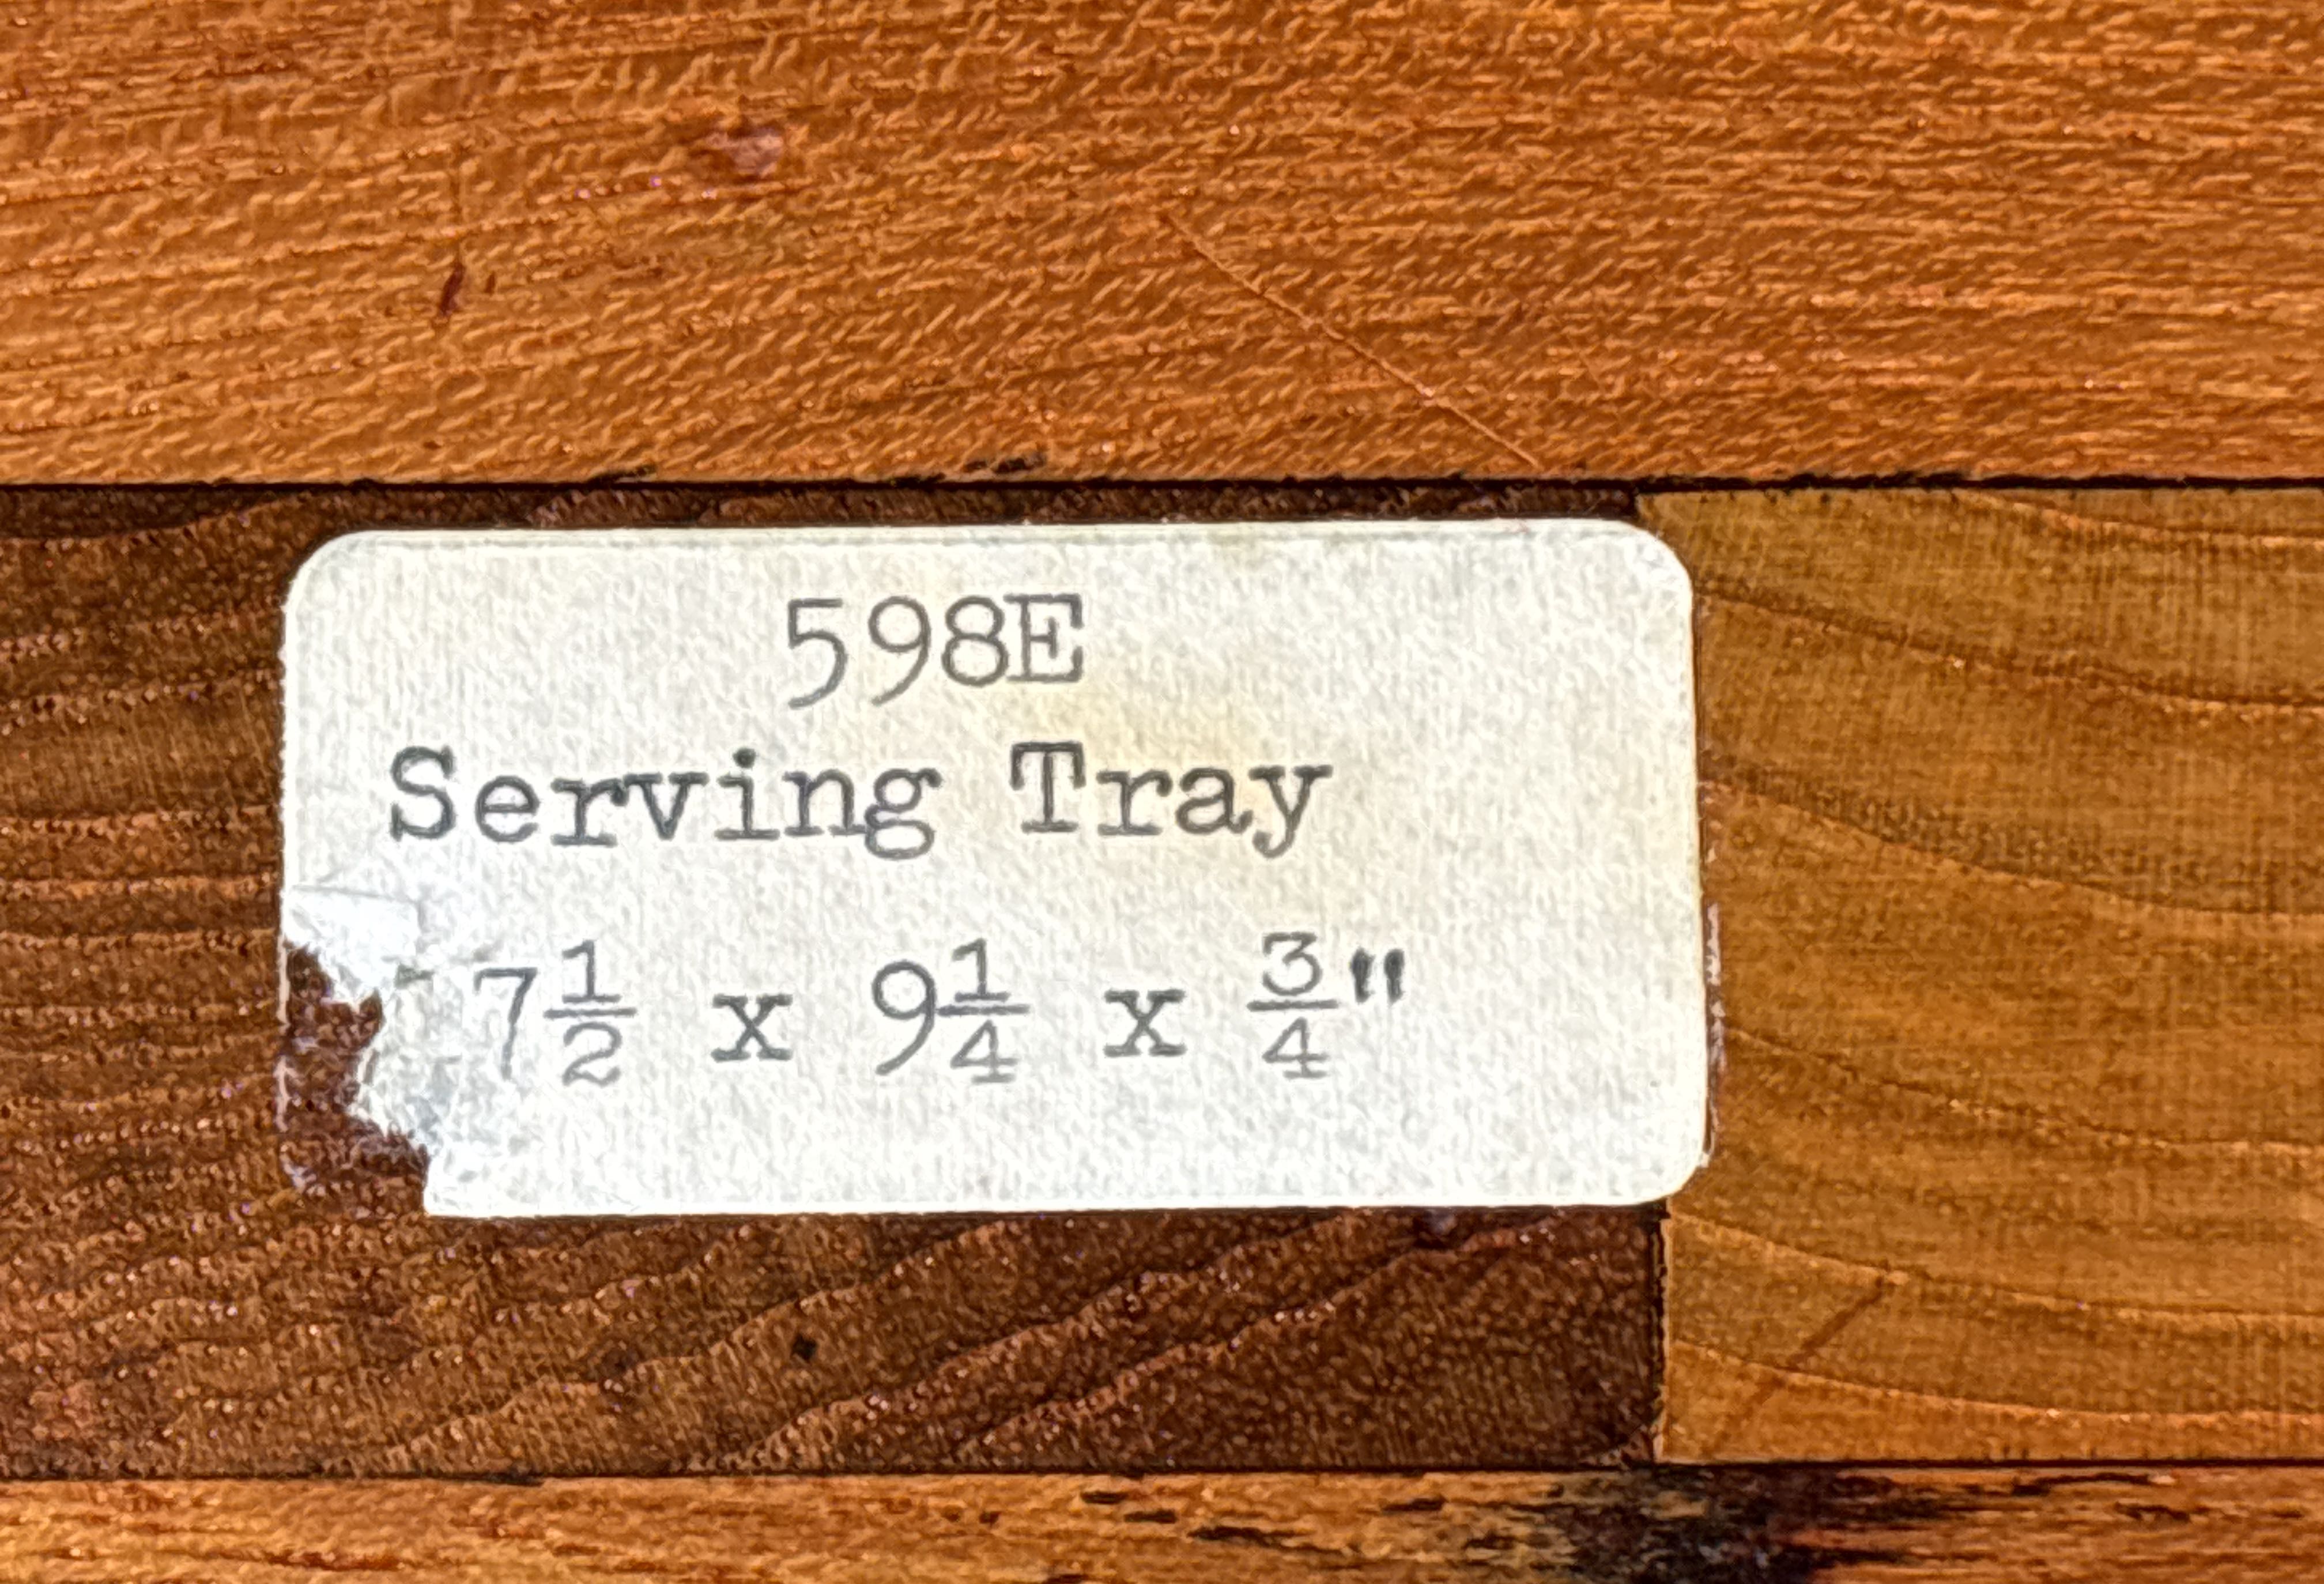 598E
Serving Tray
7½ x 9¼ x ¾"